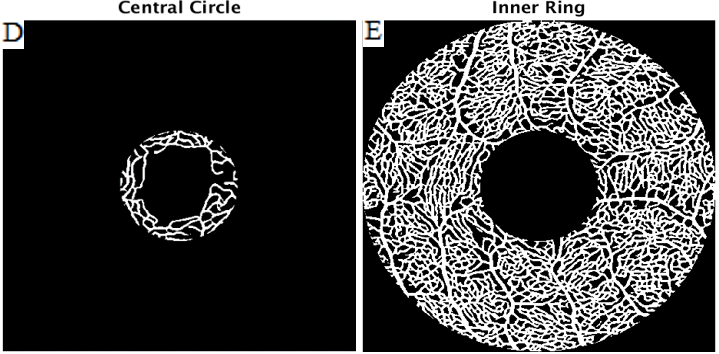 Central Circle
Inner Ring
D
E